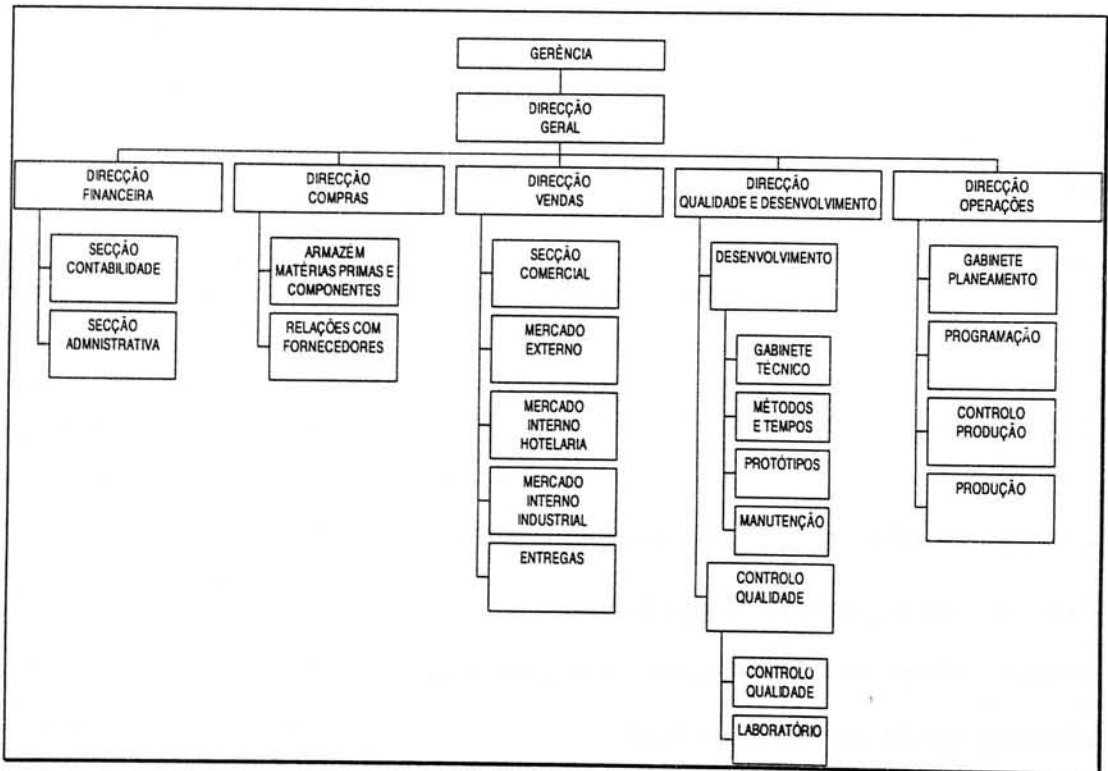 GERÊNCIA
DIRECÇÃO
GERAL
DIRECÇÃO
FINANCEIRA
SECÇÃO
CONTABILIDADE
SECÇÃO
ADMNISTRATIVA
DIRECÇÃO
COMPRAS
ARMAZÉM
MATÉRIAS PRIMAS E
COMPONENTES
RELAÇÕES COM
FORNECEDORES
DIRECÇÃO
VENDAS
SECÇÃO
COMERCIAL
MERCADO
EXTERNO
MERCADO
INTERNO
HOTELARIA
MERCADO
INTERNO
INDUSTRIAL
ENTREGAS
DIRECÇÃO
QUALIDADE E DESENVOLVIMENTO
DESENVOLVIMENTO
GABINETE
TÉCNICO
MÉTODOS
E TEMPOS
PROTÓTIPOS
MANUTENÇÃO
CONTROLO
QUALIDADE
CONTROLO
QUALIDADE
LABORATÓRIO
DIRECÇÃO
OPERAÇÕES
GABINETE
PLANEAMENTO
PROGRAMAÇÃO
CONTROLO
PRODUÇÃO
PRODUÇÃO